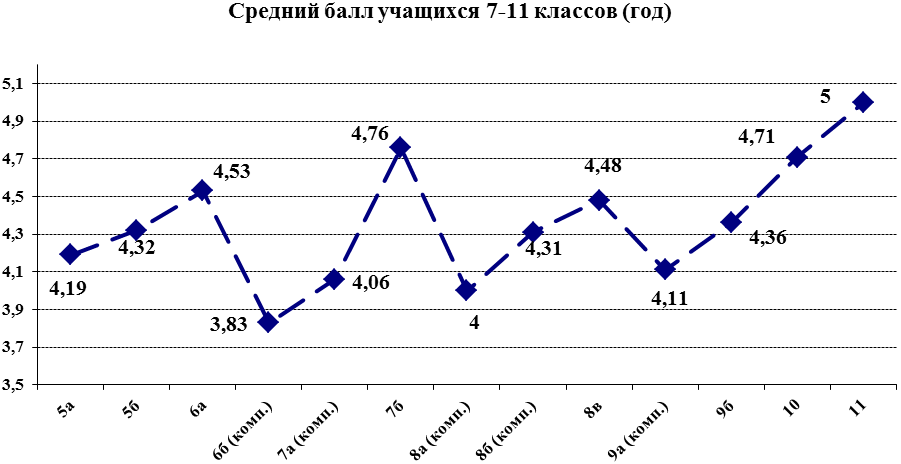 Средний балл учащихся 7-11 классов (год)
5,1
4,9
4,7
4,5
4,3
4,1
3,9
3,7
3,5
4,19
4,32
4,53
3,83
4,06
4,76
4
4,31
4,48
4,11
4,36
4,71
5
5а
5б
6а
6б (комп.)
7а (комп.)
7б
8а (комп.)
8б (комп.)
8в
9а (комп.)
9б
10
11